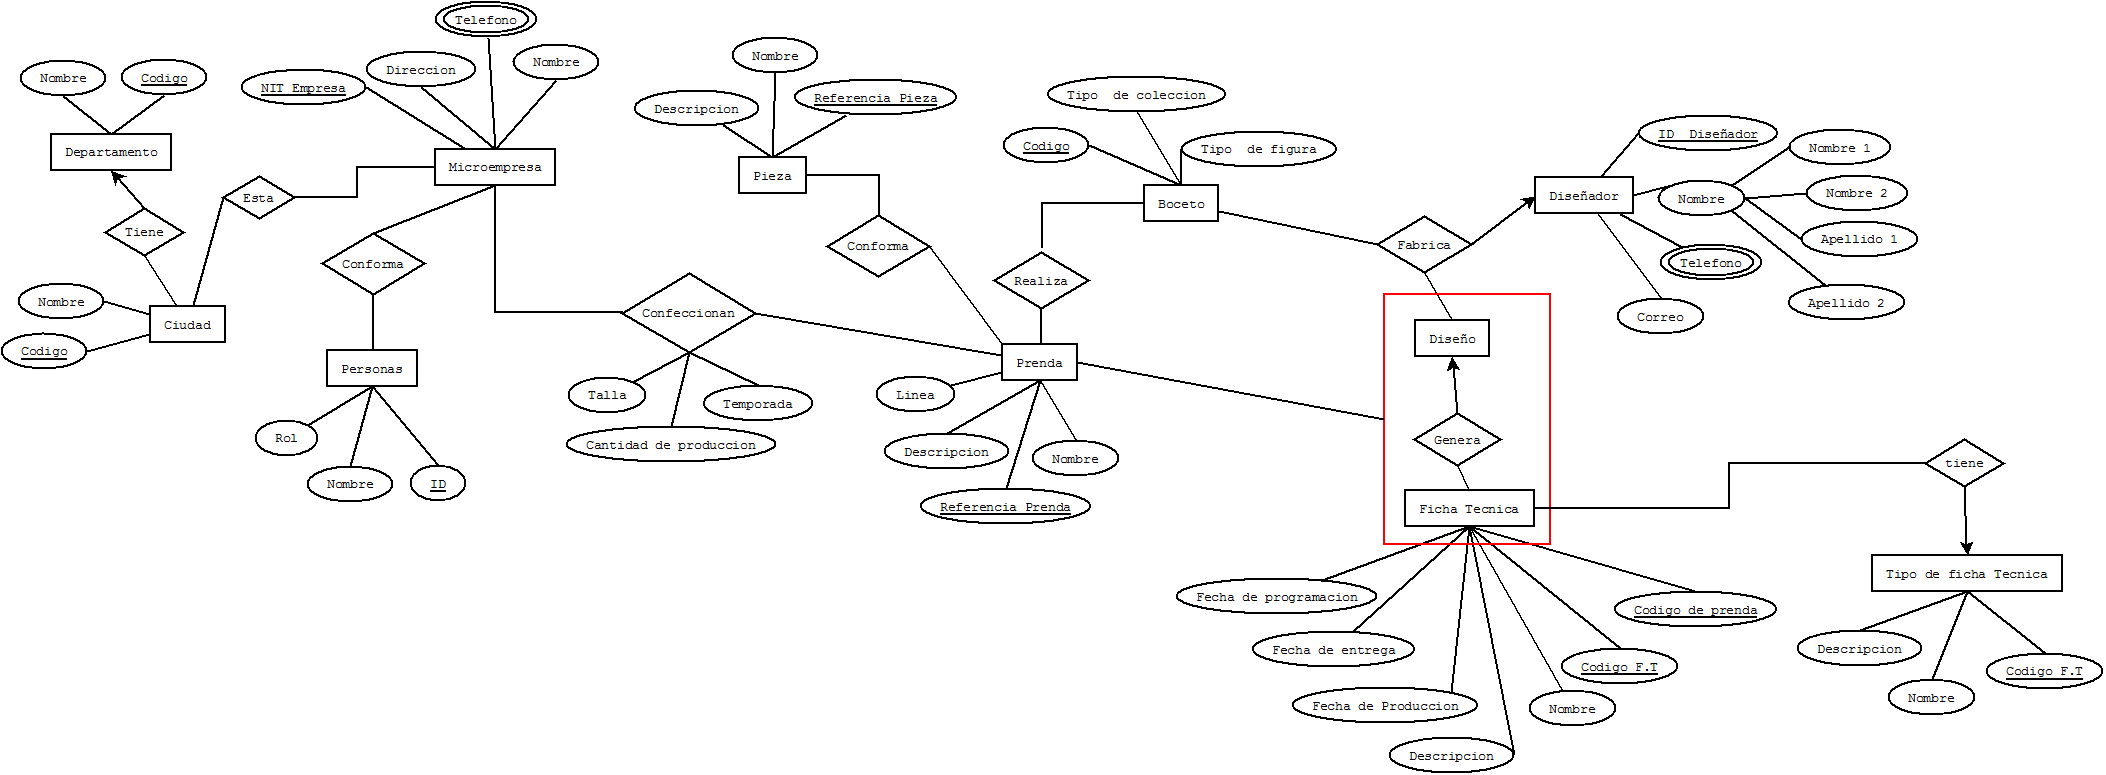 Telefono
Nombre
Codigo
NIT Empresa
Direccion
Nombre
Departamento
Microempresa
Esta
Tiene
Conforma
Nombre
Codigo
Ciudad
Personas
Rol
Nombre
ID
Confeccionan
Talla
Temporada
Cantidad de produccion
Nombre
Descripcion
Referencia Pieza
Pieza
Conforma
Tipo  de coleccion
Codigo
Tipo  de figura
Boceto
Realiza
Prenda
Linea
Descripcion
Nombre
Referencia Prenda
Fabrica
ID  Diseñador
Diseñador
Nombre
Nombre 1
Nombre 2
Apellido 1
Apellido 2
Telefono
Correo
Diseño
Genera
Ficha Tecnica
tiene
Tipo de ficha Tecnica
Descripcion
Nombre
Codigo F.T
Fecha de programacion
Codigo de prenda
Fecha de entrega
Codigo F.T
Fecha de Produccion
Nombre
Descripcion